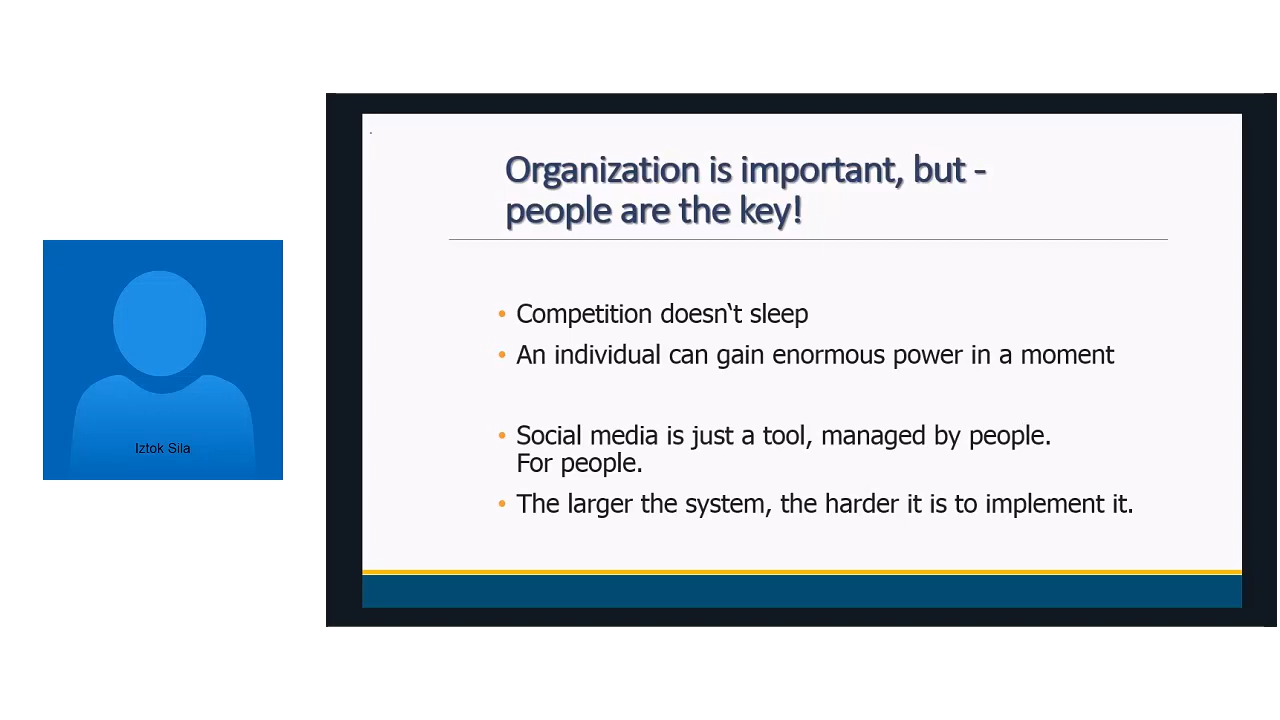 Organization is important, but -
people are the key!
• Competition doesn‘t sleep
• An individual can gain enormous power in a moment
• Social media is just a tool, managed by people.
For people.
• The larger the system, the harder it is to implement it.
Iztok Sila